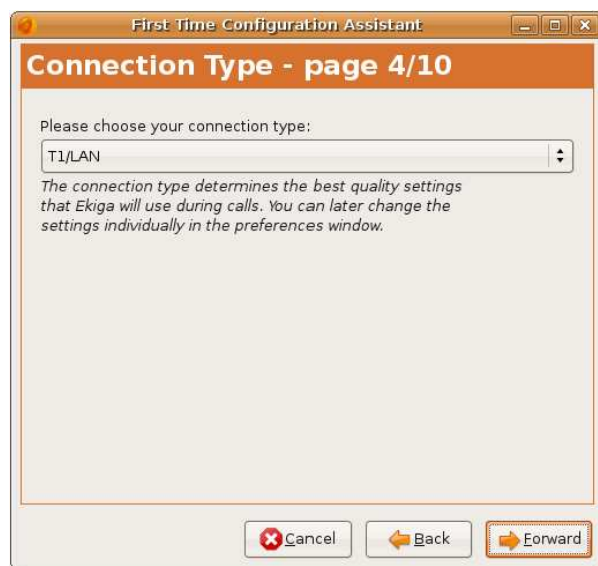 First Time Configuration Assistant
Connection Type - page 4/10
Please choose your connection type:
T1/LAN
The connection type determines the best quality settings
that Ekiga will use during calls. You can later change the
settings individually in the preferences window.
Cancel
Back
Forward